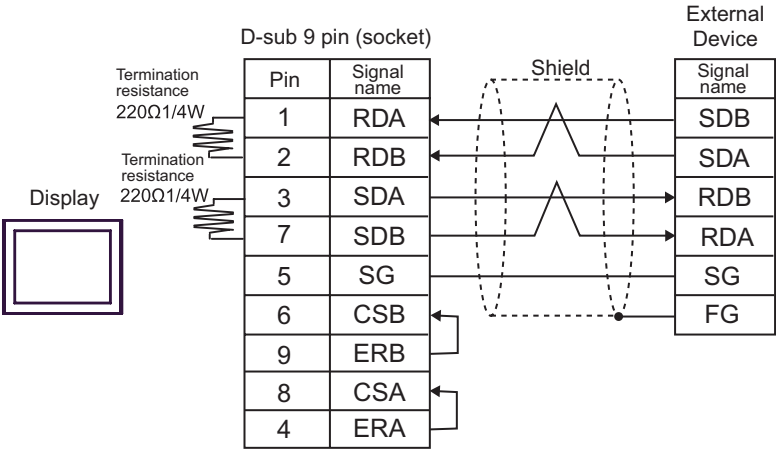 External
Device
D-sub 9 pin (socket)
Shield
Termination
resistance
220Ω1/4W
Termination
resistance
220Ω1/4W
Display
Pin Signal name Signal name
1 RDA SDB
2 RDB SDA
3 SDA RDB
7 SDB RDA
5 SG SG
6 CSB FG
9 ERB
8 CSA
4 ERA